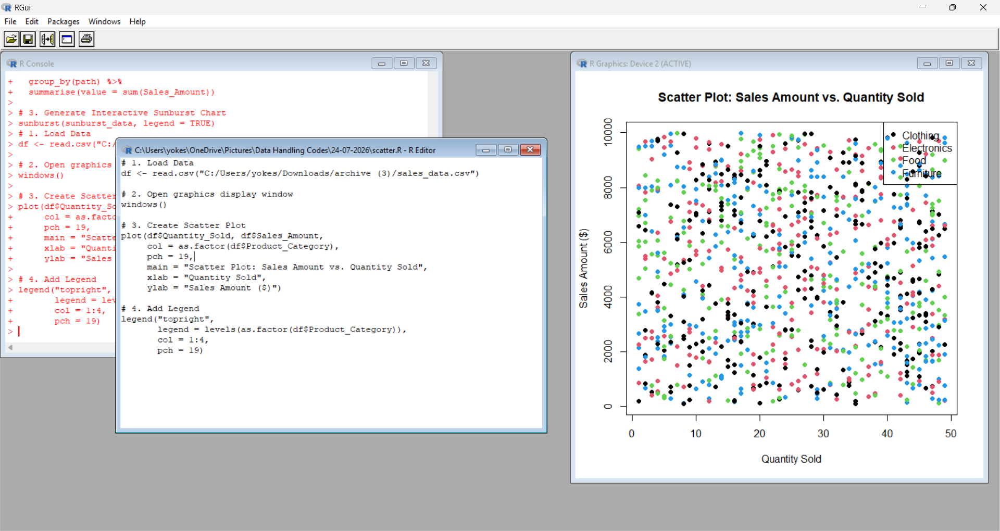 RGui
File Edit Packages Windows Help
R Console
+   group_by(path) %>%
+   summarise(value = sum(Sales_Amount))
>
> # 3. Generate Interactive Sunburst Chart
> sunburst(sunburst_data, legend = TRUE)
> # 1. Load Data
> df <- read.csv("C:/
>
> # 2. Open graphics
> windows()
>
> # 3. Create Scatter
> plot(df$Quantity_So
+      col = as.facto
+      pch = 19,
+      main = "Scatte
+      xlab = "Quanti
+      ylab = "Sales
>
> # 4. Add Legend
> legend("topright",
+        legend = lev
+        col = 1:4,
+        pch = 19)
>
C:\Users\yokes\OneDrive\Pictures\Data Handling Codes\24-07-2026\scatter.R - R Editor
# 1. Load Data
df <- read.csv("C:/Users/yokes/Downloads/archive (3)/sales_data.csv")
# 2. Open graphics display window
windows()
# 3. Create Scatter Plot
plot(df$Quantity_Sold, df$Sales_Amount,
     col = as.factor(df$Product_Category),
     pch = 19,
     main = "Scatter Plot: Sales Amount vs. Quantity Sold",
     xlab = "Quantity Sold",
     ylab = "Sales Amount ($)")
# 4. Add Legend
legend("topright",
       legend = levels(as.factor(df$Product_Category)),
       col = 1:4,
       pch = 19)
R Graphics: Device 2 (ACTIVE)
Scatter Plot: Sales Amount vs. Quantity Sold
Clothing
Electronics
Food
Furniture
Sales Amount ($)
10000
8000
6000
4000
2000
0
0 10 20 30 40 50
Quantity Sold